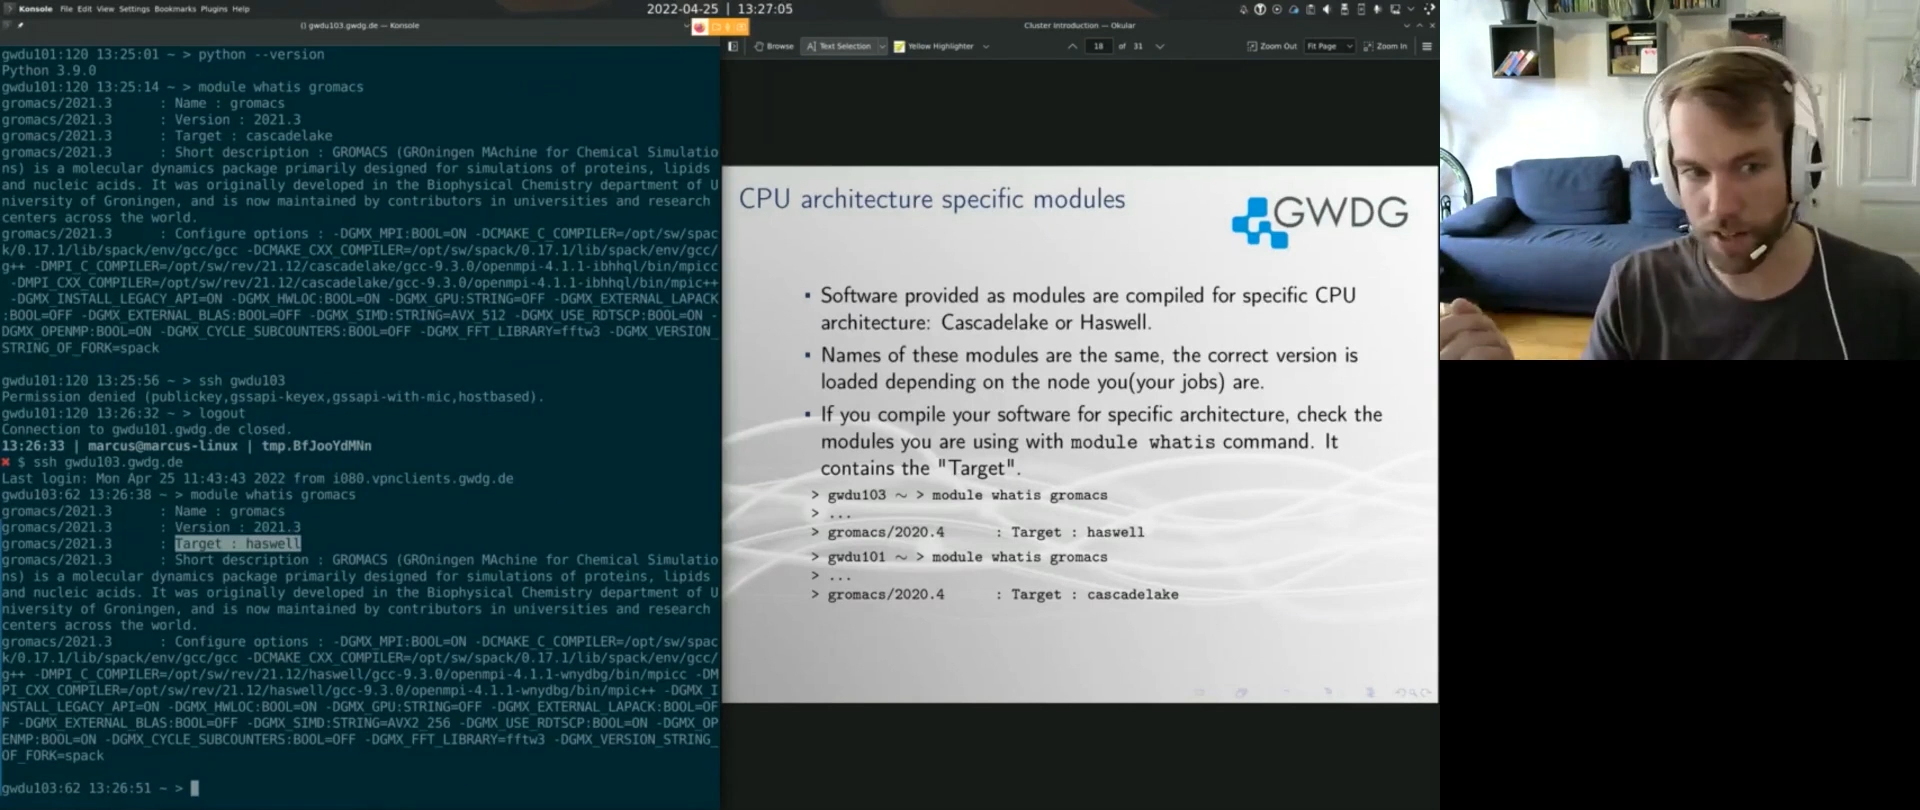 Konsole File Edit View Settings Bookmarks Plugins Help
2022-04-25 | 13:27:05
() gwdu103.gwdg.de — Konsole
gwdu101:120 13:25:01 ~ > python --version
Python 3.9.0
gwdu101:120 13:25:14 ~ > module whatis gromacs
gromacs/2021.3 : Name : gromacs
gromacs/2021.3 : Version : 2021.3
gromacs/2021.3 : Target : cascadelake
gromacs/2021.3 : Short description : GROMACS (GROningen MAchine for Chemical Simulatio
ns) is a molecular dynamics package primarily designed for simulations of proteins, lipids
and nucleic acids. It was originally developed in the Biophysical Chemistry department of U
niversity of Groningen, and is now maintained by contributors in universities and research
centers across the world.
gromacs/2021.3 : Configure options : -DGMX_MPI:BOOL=ON -DCMAKE_C_COMPILER=/opt/sw/spac
k/0.17.1/lib/spack/env/gcc/gcc -DCMAKE_CXX_COMPILER=/opt/sw/spack/0.17.1/lib/spack/env/gcc/
g++ -DMPI_C_COMPILER=/opt/sw/rev/21.12/cascadelake/gcc-9.3.0/openmpi-4.1.1-ibhhql/bin/mpicc
-DMPI_CXX_COMPILER=/opt/sw/rev/21.12/cascadelake/gcc-9.3.0/openmpi-4.1.1-ibhhql/bin/mpic++
-DGMX_INSTALL_LEGACY_API=ON -DGMX_HWLOC:BOOL=ON -DGMX_GPU:STRING=OFF -DGMX_EXTERNAL_LAPACK
:BOOL=OFF -DGMX_EXTERNAL_BLAS:BOOL=OFF -DGMX_SIMD:STRING=AVX_512 -DGMX_USE_RDTSCP:BOOL=ON -
DGMX_OPENMP:BOOL=ON -DGMX_CYCLE_SUBCOUNTERS:BOOL=OFF -DGMX_FFT_LIBRARY=fftw3 -DGMX_VERSION_
STRING_OF_FORK=spack
gwdu101:120 13:25:56 ~ > ssh gwdu103
Permission denied (publickey,gssapi-keyex,gssapi-with-mic,hostbased).
gwdu101:120 13:26:32 ~ > logout
Connection to gwdu101.gwdg.de closed.
13:26:33 | marcus@marcus-linux | tmp.BfJooYdMNn
✖ $ ssh gwdu103.gwdg.de
Last login: Mon Apr 25 11:43:43 2022 from i080.vpnclients.gwdg.de
gwdu103:62 13:26:38 ~ > module whatis gromacs
gromacs/2021.3 : Name : gromacs
gromacs/2021.3 : Version : 2021.3
gromacs/2021.3 : Target : haswell
gromacs/2021.3 : Short description : GROMACS (GROningen MAchine for Chemical Simulatio
ns) is a molecular dynamics package primarily designed for simulations of proteins, lipids
and nucleic acids. It was originally developed in the Biophysical Chemistry department of U
niversity of Groningen, and is now maintained by contributors in universities and research
centers across the world.
gromacs/2021.3 : Configure options : -DGMX_MPI:BOOL=ON -DCMAKE_C_COMPILER=/opt/sw/spac
k/0.17.1/lib/spack/env/gcc/gcc -DCMAKE_CXX_COMPILER=/opt/sw/spack/0.17.1/lib/spack/env/gcc/
g++ -DMPI_C_COMPILER=/opt/sw/rev/21.12/haswell/gcc-9.3.0/openmpi-4.1.1-wnydbg/bin/mpicc -DM
PI_CXX_COMPILER=/opt/sw/rev/21.12/haswell/gcc-9.3.0/openmpi-4.1.1-wnydbg/bin/mpic++ -DGMX_I
NSTALL_LEGACY_API=ON -DGMX_HWLOC:BOOL=ON -DGMX_GPU:STRING=OFF -DGMX_EXTERNAL_LAPACK:BOOL=OF
F -DGMX_EXTERNAL_BLAS:BOOL=OFF -DGMX_SIMD:STRING=AVX2_256 -DGMX_USE_RDTSCP:BOOL=ON -DGMX_OP
ENMP:BOOL=ON -DGMX_CYCLE_SUBCOUNTERS:BOOL=OFF -DGMX_FFT_LIBRARY=fftw3 -DGMX_VERSION_STRING_
OF_FORK=spack
gwdu103:62 13:26:51 ~ >
Cluster Introduction — Okular
Browse Text Selection Yellow Highlighter 18 of 31 Zoom Out Fit Page Zoom In
CPU architecture specific modules
GWDG
▪ Software provided as modules are compiled for specific CPU
architecture: Cascadelake or Haswell.
▪ Names of these modules are the same, the correct version is
loaded depending on the node you(your jobs) are.
▪ If you compile your software for specific architecture, check the
modules you are using with module whatis command. It
contains the "Target".
> gwdu103 ~ > module whatis gromacs
> ...
> gromacs/2020.4 : Target : haswell
> gwdu101 ~ > module whatis gromacs
> ...
> gromacs/2020.4 : Target : cascadelake